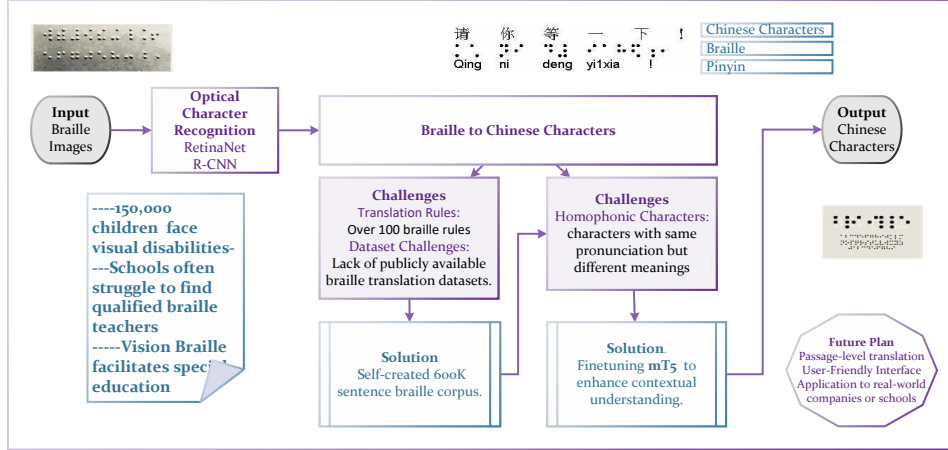 请 你 等 一 下 !
Qing ni deng yi1xia !
Chinese Characters
Braille
Pinyin
Input
Braille
Images
Optical
Character
Recognition
RetinaNet
R-CNN
Braille to Chinese Characters
Output
Chinese
Characters
----150,000
children face
visual disabilities-
---Schools often
struggle to find
qualified braille
teachers
-----Vision Braille
facilitates special
education
Challenges
Translation Rules:
Over 100 braille rules
Dataset Challenges:
Lack of publicly available
braille translation datasets.
Challenges
Homophonic Characters:
characters with same
pronunciation but
different meanings
Solution
Self-created 600K
sentence braille corpus.
Solution.
Finetuning mT5 to
enhance contextual
understanding.
Future Plan
Passage-level translation
User-Friendly Interface
Application to real-world
companies or schools